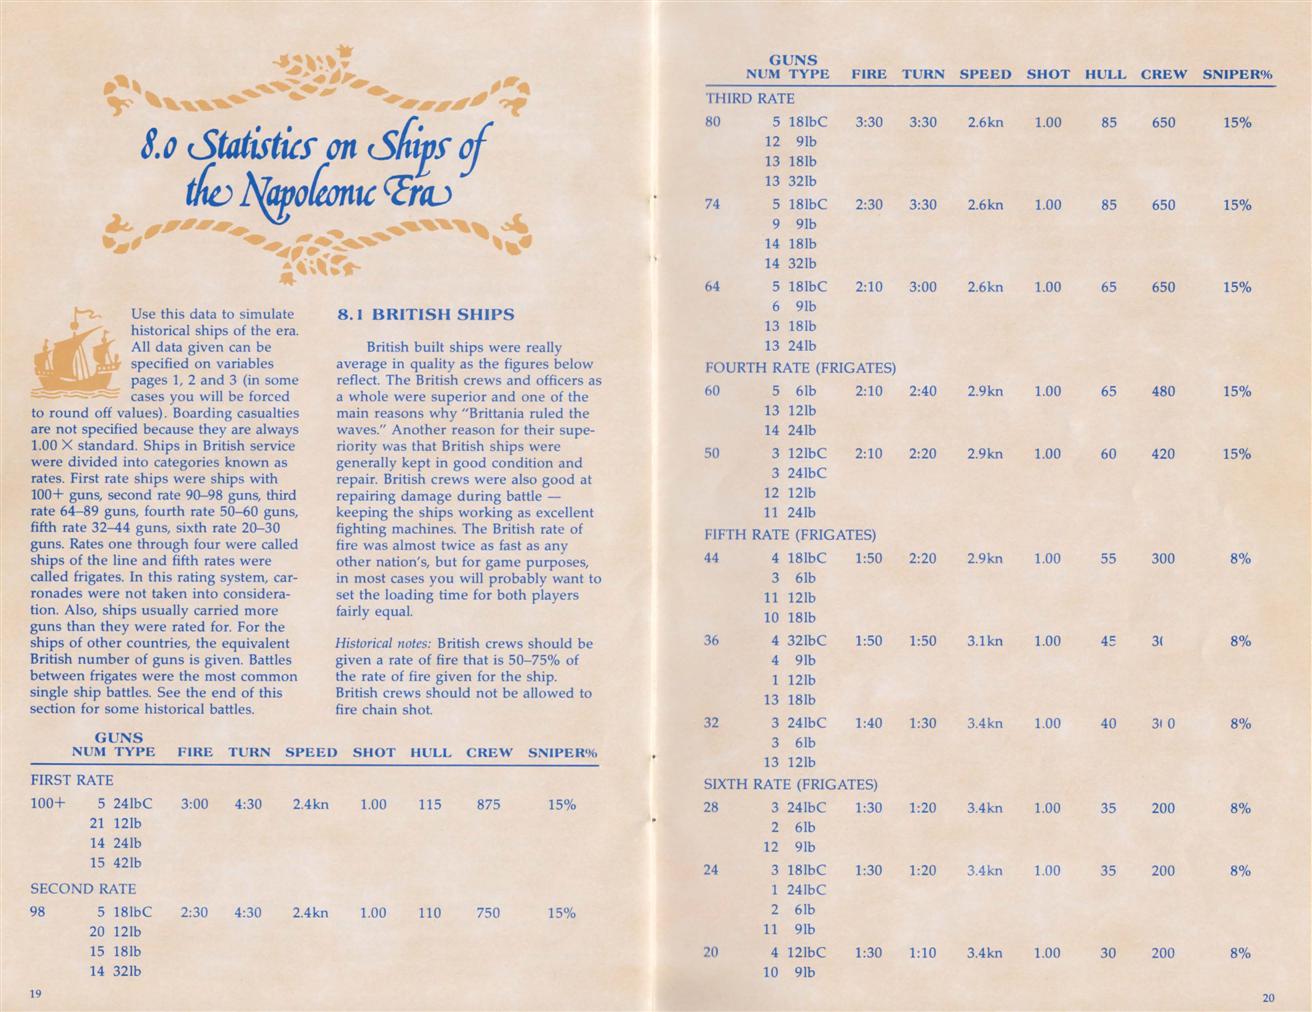 8.0 Statistics on Ships of
the Napoleonic Era
Use this data to simulate
historical ships of the era.
All data given can be
specified on variables
pages 1, 2 and 3 (in some
cases you will be forced
to round off values). Boarding casualties
are not specified because they are always
1.00 X standard. Ships in British service
were divided into categories known as
rates. First rate ships were ships with
100+ guns, second rate 90–98 guns, third
rate 64–89 guns, fourth rate 50–60 guns,
fifth rate 32–44 guns, sixth rate 20–30
guns. Rates one through four were called
ships of the line and fifth rates were
called frigates. In this rating system, car-
ronades were not taken into considera-
tion. Also, ships usually carried more
guns than they were rated for. For the
ships of other countries, the equivalent
British number of guns is given. Battles
between frigates were the most common
single ship battles. See the end of this
section for some historical battles.
8.1 BRITISH SHIPS
British built ships were really
average in quality as the figures below
reflect. The British crews and officers as
a whole were superior and one of the
main reasons why "Brittania ruled the
waves." Another reason for their supe-
riority was that British ships were
generally kept in good condition and
repair. British crews were also good at
repairing damage during battle —
keeping the ships working as excellent
fighting machines. The British rate of
fire was almost twice as fast as any
other nation's, but for game purposes,
in most cases you will probably want to
set the loading time for both players
fairly equal.
Historical notes: British crews should be
given a rate of fire that is 50–75% of
the rate of fire given for the ship.
British crews should not be allowed to
fire chain shot.
GUNS
NUM TYPE FIRE TURN SPEED SHOT HULL CREW SNIPER%
FIRST RATE
100+ 5 24lbC 3:00 4:30 2.4kn 1.00 115 875 15%
21 12lb
14 24lb
15 42lb
SECOND RATE
98 5 18lbC 2:30 4:30 2.4kn 1.00 110 750 15%
20 12lb
15 18lb
14 32lb
19
GUNS
NUM TYPE FIRE TURN SPEED SHOT HULL CREW SNIPER%
THIRD RATE
80 5 18lbC 3:30 3:30 2.6kn 1.00 85 650 15%
12 9lb
13 18lb
13 32lb
74 5 18lbC 2:30 3:30 2.6kn 1.00 85 650 15%
9 9lb
14 18lb
14 32lb
64 5 18lbC 2:10 3:00 2.6kn 1.00 65 650 15%
6 9lb
13 18lb
13 24lb
FOURTH RATE (FRIGATES)
60 5 6lb 2:10 2:40 2.9kn 1.00 65 480 15%
13 12lb
14 24lb
50 3 12lbC 2:10 2:20 2.9kn 1.00 60 420 15%
3 24lbC
12 12lb
11 24lb
FIFTH RATE (FRIGATES)
44 4 18lbC 1:50 2:20 2.9kn 1.00 55 300 8%
3 6lb
11 12lb
10 18lb
36 4 32lbC 1:50 1:50 3.1kn 1.00 45 8%
4 9lb
1 12lb
13 18lb
32 3 24lbC 1:40 1:30 3.4kn 1.00 40 8%
3 6lb
13 12lb
SIXTH RATE (FRIGATES)
28 3 24lbC 1:30 1:20 3.4kn 1.00 35 200 8%
2 6lb
12 9lb
24 3 18lbC 1:30 1:20 3.4kn 1.00 35 200 8%
1 24lbC
2 6lb
11 9lb
20 4 12lbC 1:30 1:10 3.4kn 1.00 30 200 8%
10 9lb
20